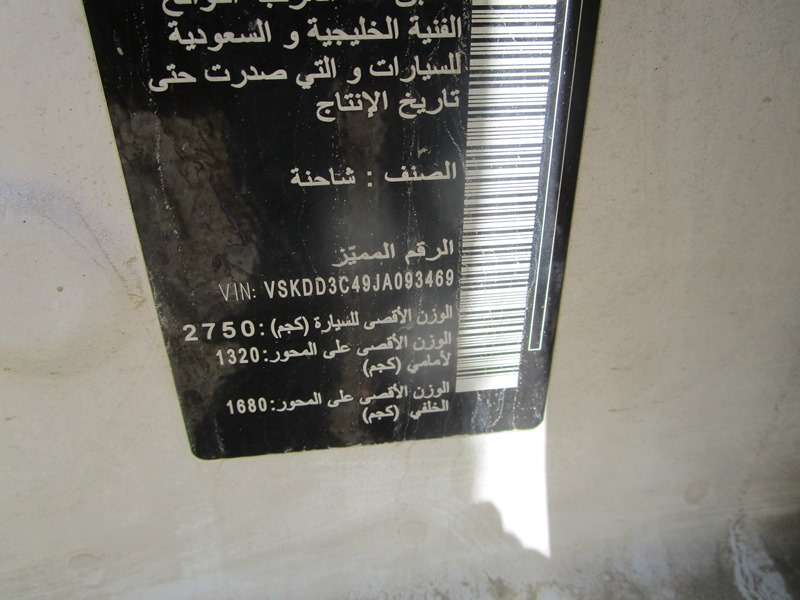 الفنية الخليجية و السعودية
للسيارات و التي صدرت حتى
تاريخ الإنتاج
الصنف : شاحنة
الرقم المميّز
VIN: VSKDD3C49JA093469
الوزن الأقصى للسيارة (كجم): 2750
الوزن الأقصى على المحور: 1320
لأمامي (كجم)
الوزن الأقصى على المحور: 1680
الخلفي (كجم)